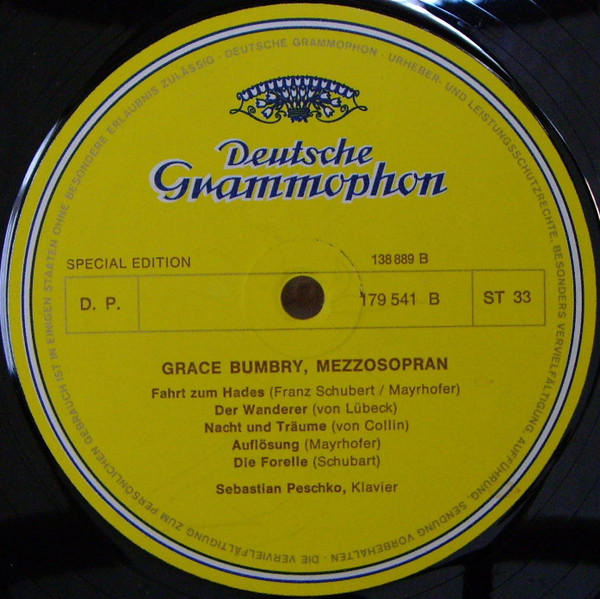 Deutsche
Grammophon
SPECIAL EDITION
138 889 B
D. P.
179 541 B
ST 33
GRACE BUMBRY, MEZZOSOPRAN
Fahrt zum Hades (Franz Schubert / Mayrhofer)
Der Wanderer (von Lübeck)
Nacht und Träume (von Collin)
Auflösung (Mayrhofer)
Die Forelle (Schubart)
Sebastian Peschko, Klavier
DEUTSCHE GRAMMOPHON · URHEBER- UND LEISTUNGSSCHUTZRECHTE, BESONDERS VERVIELFÄLTIGUNG, AUFFÜHRUNG, SENDUNG VORBEHALTEN · DIE VERVIELFÄLTIGUNG ZUM PERSÖNLICHEN GEBRAUCH IST IN EINIGEN STAATEN OHNE BESONDERE ERLAUBNIS ZULÄSSIG ·